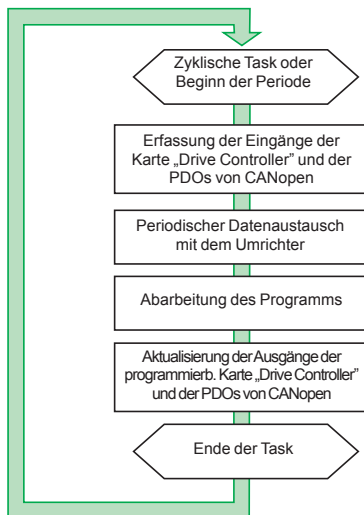 Zyklische Task oder
Beginn der Periode
Erfassung der Eingänge der
Karte „Drive Controller” und der
PDOs von CANopen
Periodischer Datenaustausch
mit dem Umrichter
Abarbeitung des Programms
Aktualisierung der Ausgänge der
programmierb. Karte „Drive Controller”
und der PDOs von CANopen
Ende der Task